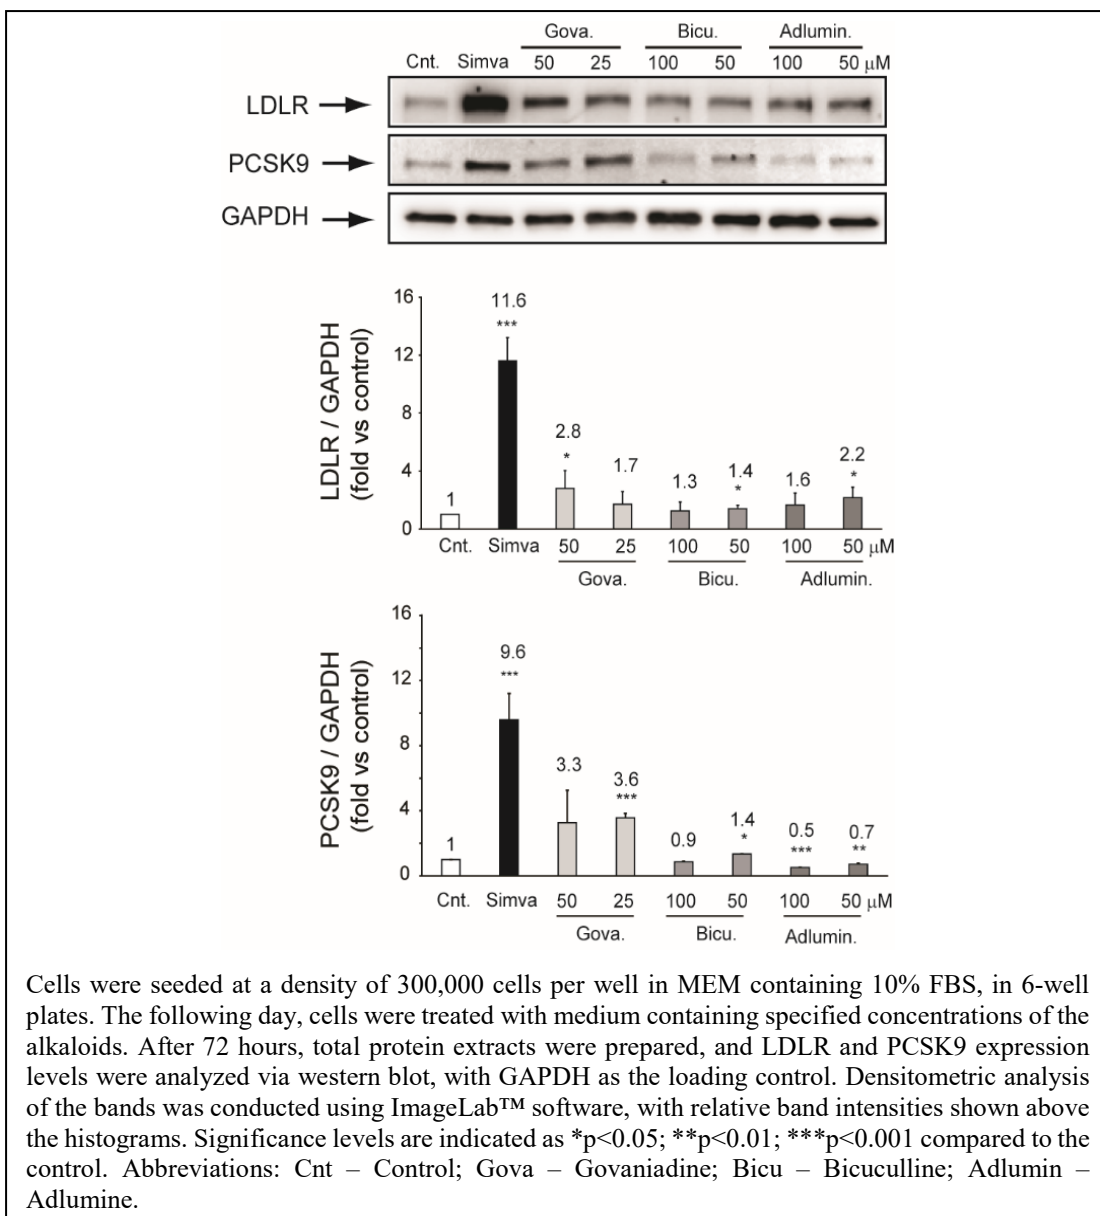 Gova. Bicu. Adlumin.
Cnt. Simva 50 25 100 50 100 50 μM
LDLR
PCSK9
GAPDH
LDLR / GAPDH
(fold vs control)
16
12
8
4
0
1
11.6
***
2.8
*
1.7
1.3
1.4
*
1.6
2.2
*
Cnt. Simva 50 25 100 50 100 50 μM
Gova. Bicu. Adlumin.
PCSK9 / GAPDH
(fold vs control)
16
12
8
4
0
1
9.6
***
3.3
3.6
***
0.9
1.4
*
0.5
***
0.7
**
Cnt. Simva 50 25 100 50 100 50 μM
Gova. Bicu. Adlumin.
Cells were seeded at a density of 300,000 cells per well in MEM containing 10% FBS, in 6-well
plates. The following day, cells were treated with medium containing specified concentrations of the
alkaloids. After 72 hours, total protein extracts were prepared, and LDLR and PCSK9 expression
levels were analyzed via western blot, with GAPDH as the loading control. Densitometric analysis
of the bands was conducted using ImageLab™ software, with relative band intensities shown above
the histograms. Significance levels are indicated as *p<0.05; **p<0.01; ***p<0.001 compared to the
control. Abbreviations: Cnt – Control; Gova – Govaniadine; Bicu – Bicuculline; Adlumin –
Adlumine.